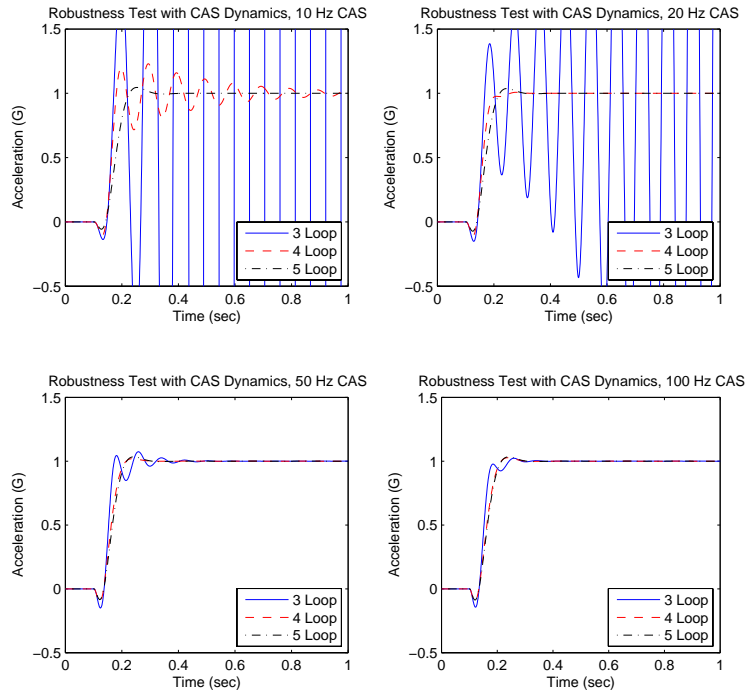 Robustness Test with CAS Dynamics, 10 Hz CAS
1.5
1
0.5
0
−0.5
0
0.2
0.4
0.6
0.8
1
Acceleration (G)
Time (sec)
3 Loop
4 Loop
5 Loop
Robustness Test with CAS Dynamics, 20 Hz CAS
1.5
1
0.5
0
−0.5
0
0.2
0.4
0.6
0.8
1
Acceleration (G)
Time (sec)
3 Loop
4 Loop
5 Loop
Robustness Test with CAS Dynamics, 50 Hz CAS
1.5
1
0.5
0
−0.5
0
0.2
0.4
0.6
0.8
1
Acceleration (G)
Time (sec)
3 Loop
4 Loop
5 Loop
Robustness Test with CAS Dynamics, 100 Hz CAS
1.5
1
0.5
0
−0.5
0
0.2
0.4
0.6
0.8
1
Acceleration (G)
Time (sec)
3 Loop
4 Loop
5 Loop